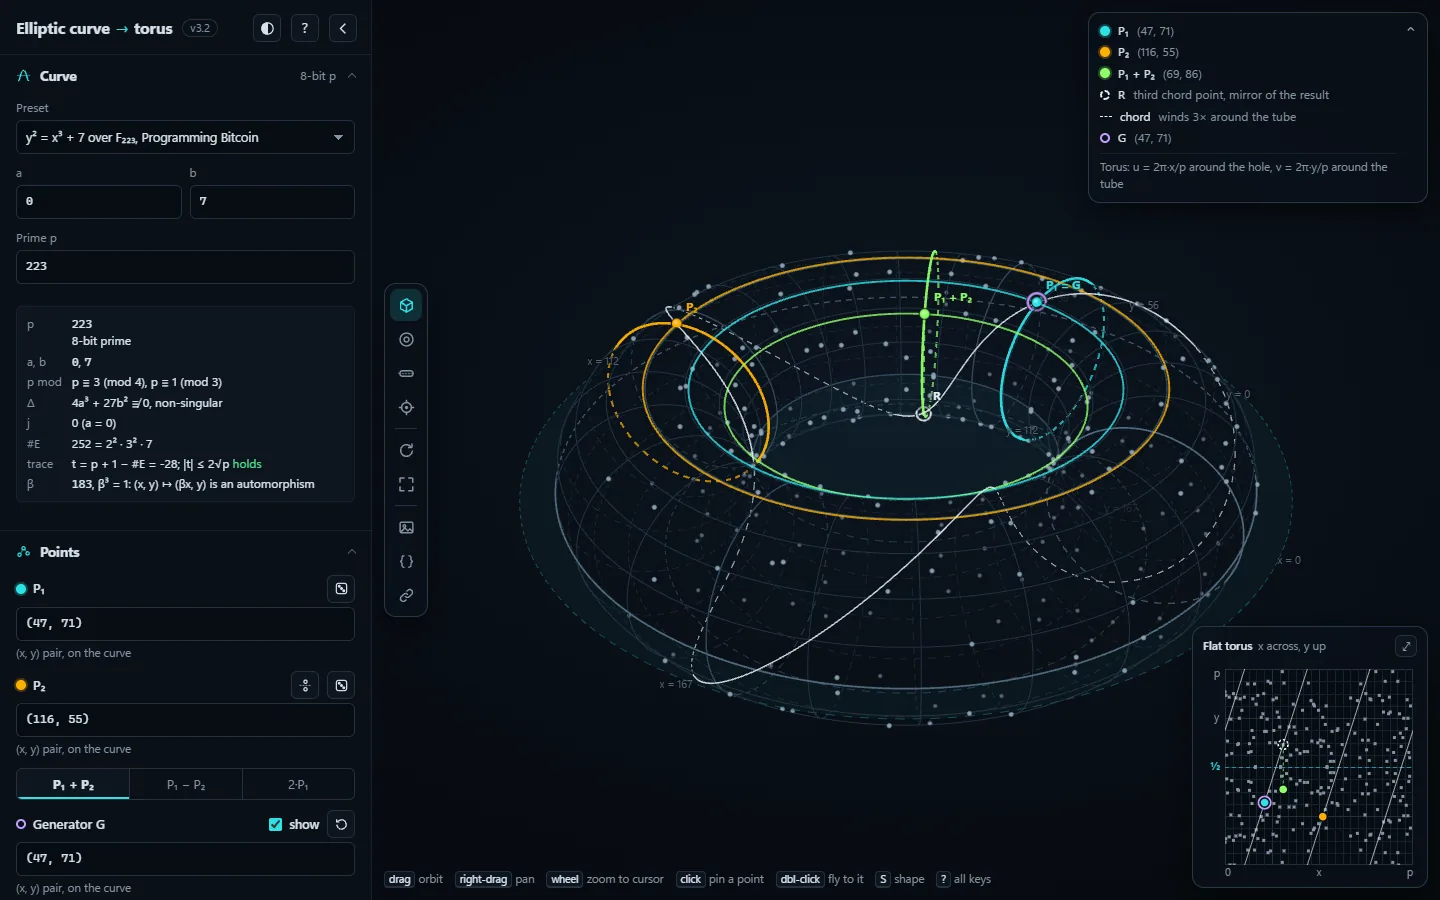 Elliptic curve → torus v3.2 ?
Curve 8-bit p
Preset
y² = x³ + 7 over F₂₂₃, Programming Bitcoin
a b
0 7
Prime p
223
p 223
8-bit prime
a, b 0, 7
p mod p ≡ 3 (mod 4), p ≡ 1 (mod 3)
Δ 4a³ + 27b² ≢ 0, non-singular
j 0 (a = 0)
#E 252 = 2² · 3² · 7
trace t = p + 1 − #E = -28; |t| ≤ 2√p holds
β 183, β³ = 1: (x, y) ↦ (βx, y) is an automorphism
Points
P₁
(47, 71)
(x, y) pair, on the curve
P₂
(116, 55)
(x, y) pair, on the curve
P₁ + P₂ P₁ − P₂ 2·P₁
Generator G show
(47, 71)
(x, y) pair, on the curve
P₁ (47, 71)
P₂ (116, 55)
P₁ + P₂ (69, 86)
R third chord point, mirror of the result
chord winds 3× around the tube
G (47, 71)
Torus: u = 2π·x/p around the hole, v = 2π·y/p around the
tube
P₁ = G
P₁ + P₂
P₂
56
x = 112
= 0
R
y = 112
y = 167
x = 0
x = 167
Flat torus x across, y up
p
y
½
0 x p
drag orbit right-drag pan wheel zoom to cursor click pin a point dbl-click fly to it S shape ? all keys